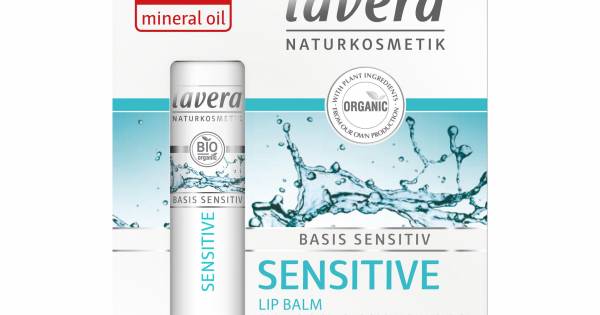 mineral oil
lavera
NATURKOSMETIK
WITH PLANT INGREDIENTS
ORGANIC
FROM OUR OWN PRODUCTION
lavera
NATURKOSMETIK
BIO
organic
BASIS SENSITIV
SENSITIVE
BASIS SENSITIV
SENSITIVE
LIP BALM